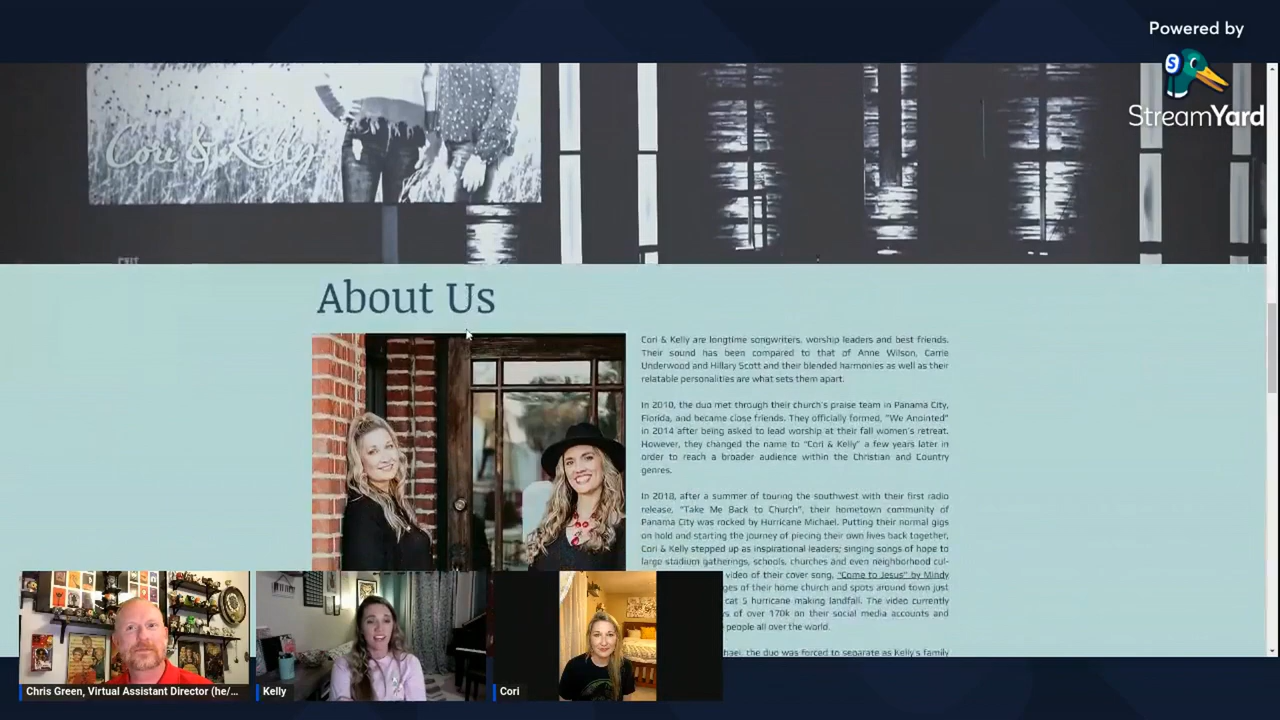 Powered by
StreamYard
Cori & Kelly
EXIT
About Us
Cori & Kelly are longtime songwriters, worship leaders and best friends.
Their sound has been compared to that of Anne Wilson, Carrie
Underwood and Hillary Scott and their blended harmonies as well as their
relatable personalities are what sets them apart.
In 2010, the duo met through their church's praise team in Panama City,
Florida, and became close friends. They officially formed, "We Anointed"
in 2014 after being asked to lead worship at their fall women's retreat.
However, they changed the name to "Cori & Kelly" a few years later in
order to reach a broader audience within the Christian and Country
genres.
In 2018, after a summer of touring the southwest with their first radio
release, "Take Me Back to Church", their hometown community of
Panama City was rocked by Hurricane Michael. Putting their normal gigs
on hold and starting the journey of piecing their own lives back together,
Cori & Kelly stepped up as inspirational leaders; singing songs of hope to
large stadium gatherings, schools, churches and even neighborhood cul-
video of their cover song, "Come to Jesus" by Mindy
ges of their home church and spots around town just
cat 5 hurricane making landfall. The video currently
s of over 170k on their social media accounts and
people all over the world.
hael, the duo was forced to separate as Kelly's family
Chris Green, Virtual Assistant Director (he/...
Kelly
Cori